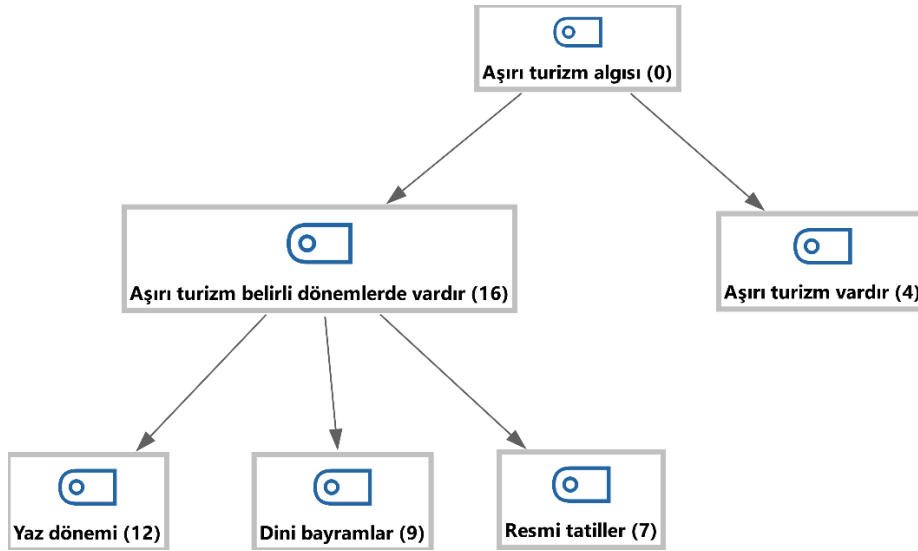 Aşırı turizm algısı (0)
Aşırı turizm belirli dönemlerde vardır (16)
Aşırı turizm vardır (4)
Yaz dönemi (12)
Dini bayramlar (9)
Resmi tatiller (7)